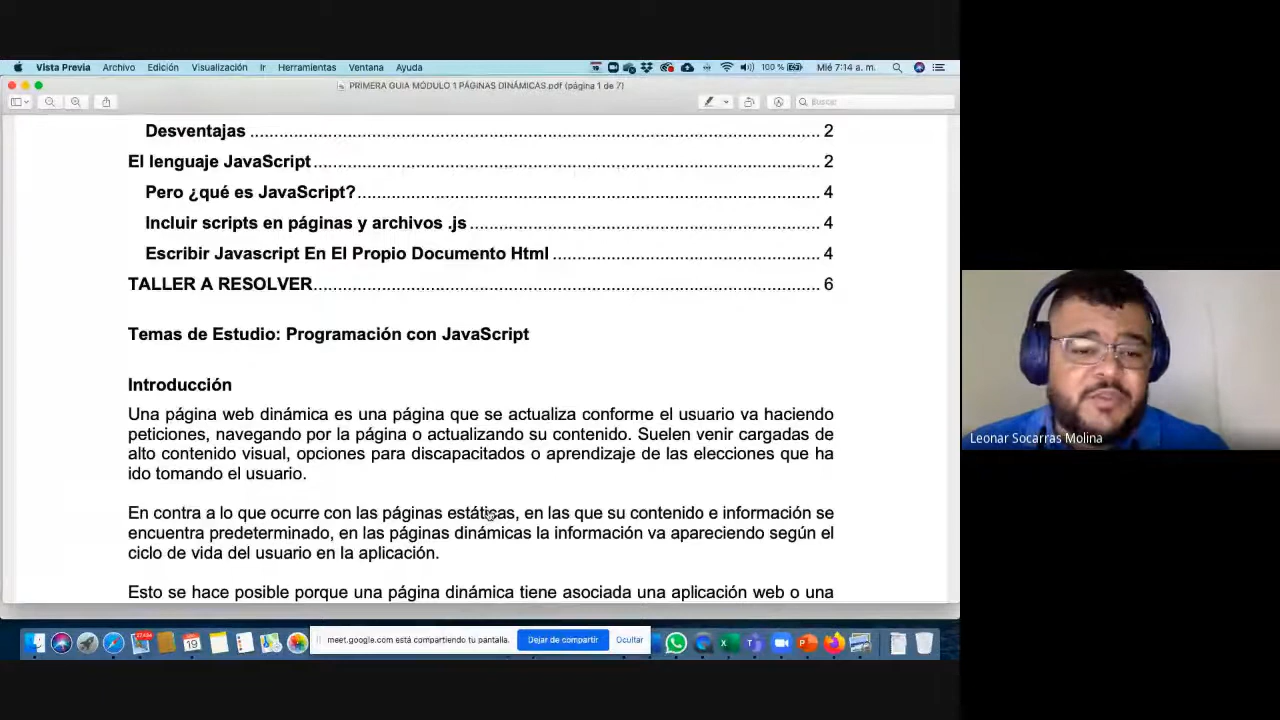 Vista Previa Archivo Edición Visualización Ir Herramientas Ventana Ayuda 100 % Mié 7:14 a. m.
PRIMERA GUIA MÓDULO 1 PÁGINAS DINÁMICAS.pdf (página 1 de 7)
Buscar
Desventajas 2
El lenguaje JavaScript 2
Pero ¿qué es JavaScript? 4
Incluir scripts en páginas y archivos .js 4
Escribir Javascript En El Propio Documento Html 4
TALLER A RESOLVER 6
Temas de Estudio: Programación con JavaScript
Introducción
Una página web dinámica es una página que se actualiza conforme el usuario va haciendo
peticiones, navegando por la página o actualizando su contenido. Suelen venir cargadas de
alto contenido visual, opciones para discapacitados o aprendizaje de las elecciones que ha
ido tomando el usuario.
En contra a lo que ocurre con las páginas estáticas, en las que su contenido e información se
encuentra predeterminado, en las páginas dinámicas la información va apareciendo según el
ciclo de vida del usuario en la aplicación.
Esto se hace posible porque una página dinámica tiene asociada una aplicación web o una
Leonar Socarras Molina
19
meet.google.com está compartiendo tu pantalla. Dejar de compartir Ocultar